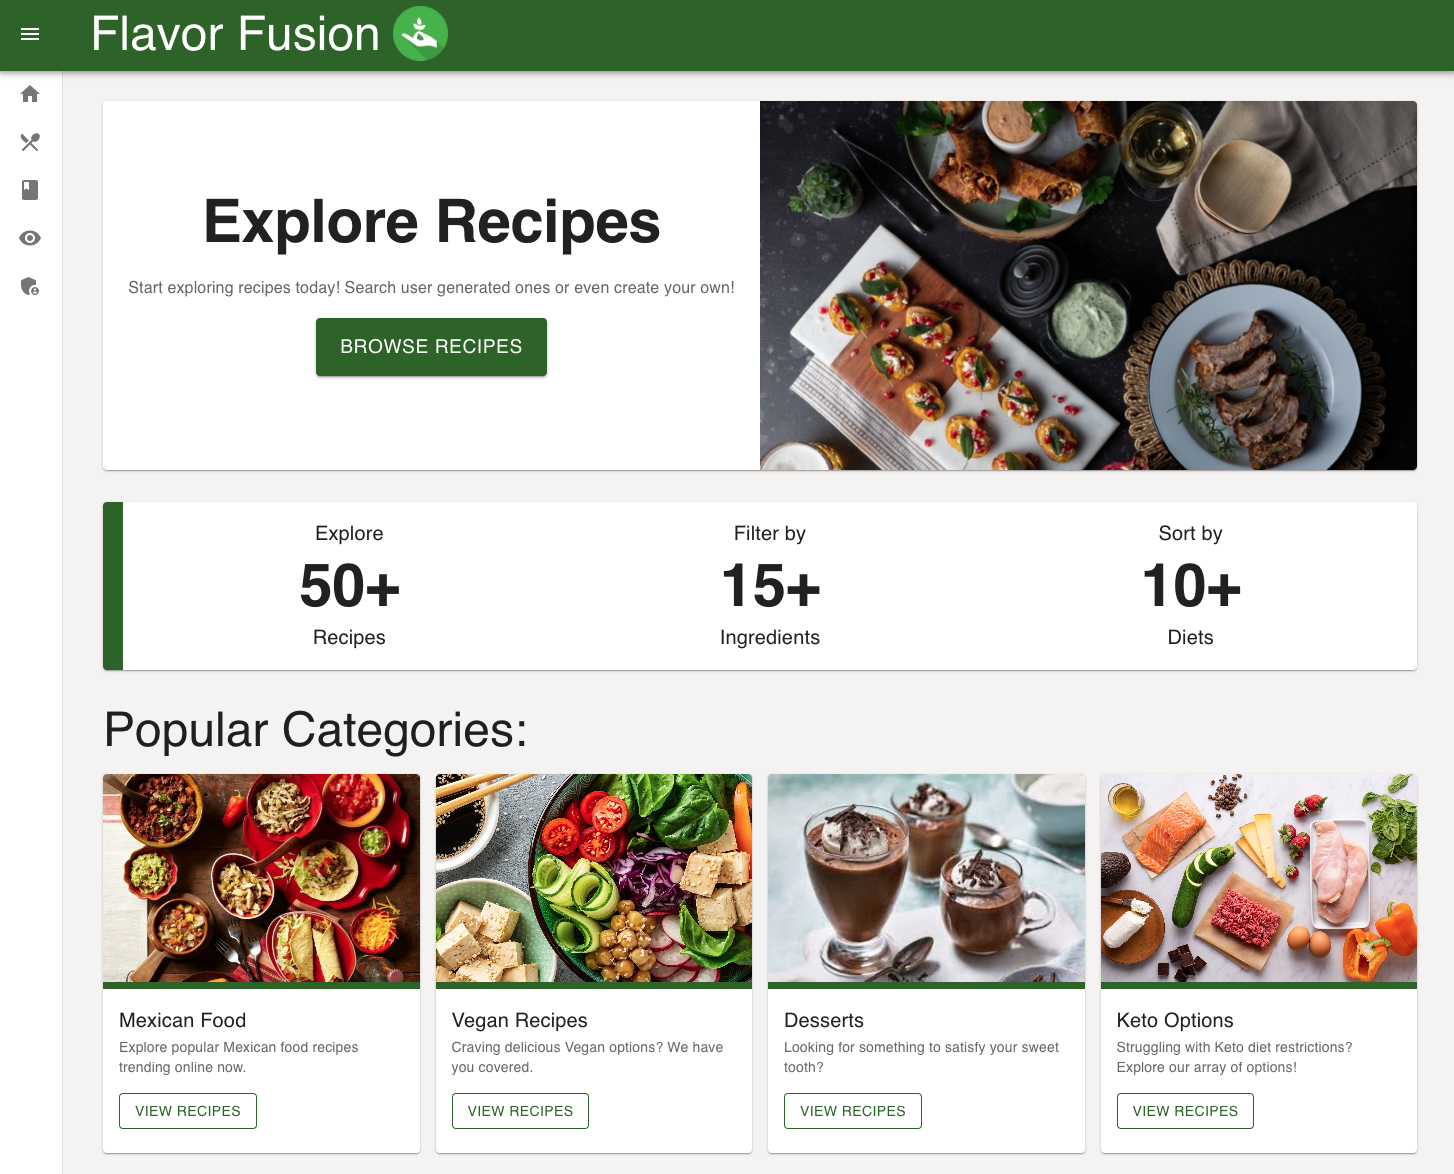 Flavor Fusion
Explore Recipes
Start exploring recipes today! Search user generated ones or even create your own!
BROWSE RECIPES
Explore
50+
Recipes
Filter by
15+
Ingredients
Sort by
10+
Diets
Popular Categories:
Mexican Food
Explore popular Mexican food recipes
trending online now.
VIEW RECIPES
Vegan Recipes
Craving delicious Vegan options? We have
you covered.
VIEW RECIPES
Desserts
Looking for something to satisfy your sweet
tooth?
VIEW RECIPES
Keto Options
Struggling with Keto diet restrictions?
Explore our array of options!
VIEW RECIPES